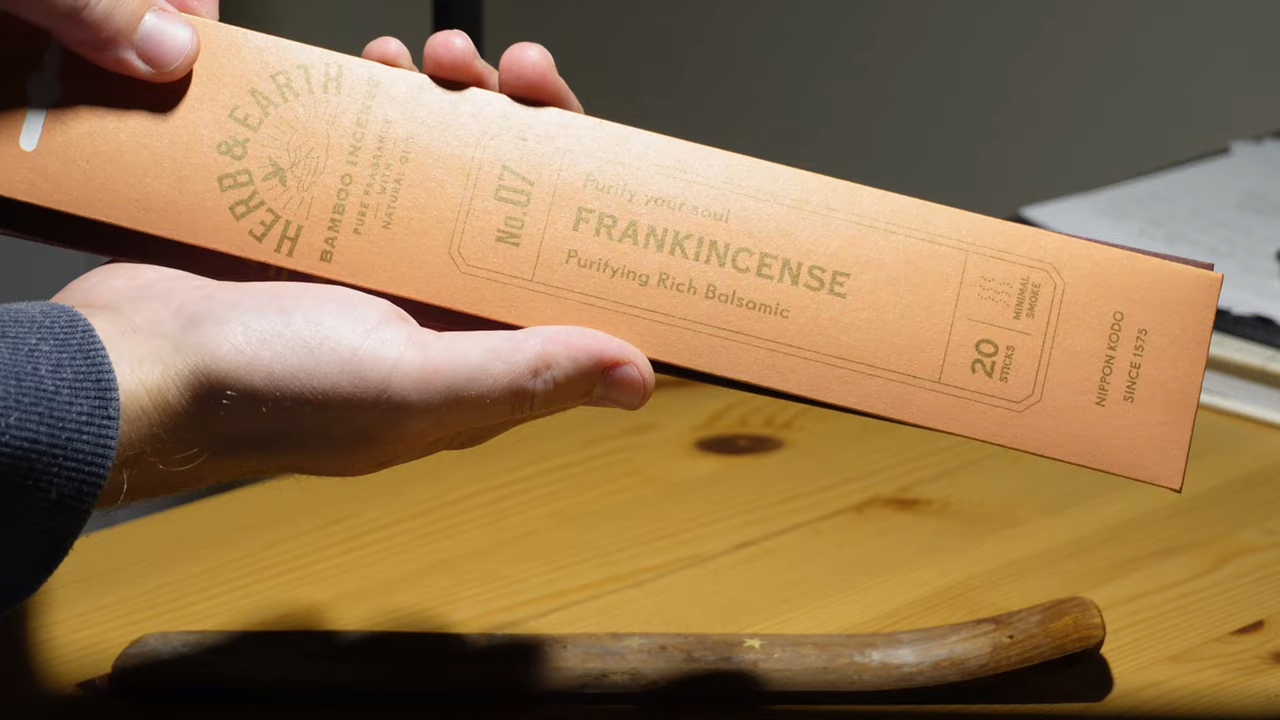 HERB & EARTH
BAMBOO INCENSE
PURE FRAGRANCE
WITH
NATURAL OILS
No.07
Purify your soul
FRANKINCENSE
Purifying Rich Balsamic
MINIMAL
SMOKE
20
STICKS
NIPPON KODO
SINCE 1575